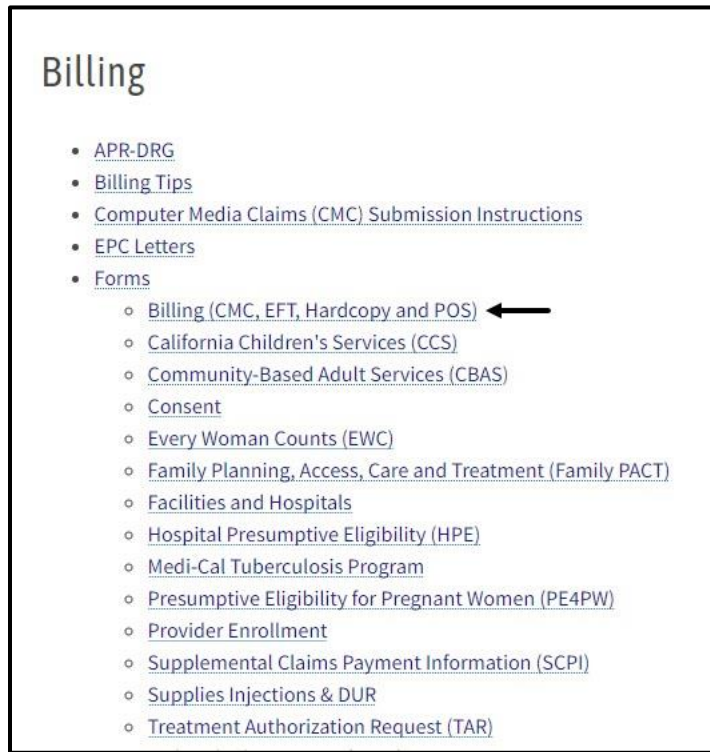 Billing
APR-DRG
Billing Tips
Computer Media Claims (CMC) Submission Instructions
EPC Letters
Forms
Billing (CMC, EFT, Hardcopy and POS)
California Children's Services (CCS)
Community-Based Adult Services (CBAS)
Consent
Every Woman Counts (EWC)
Family Planning, Access, Care and Treatment (Family PACT)
Facilities and Hospitals
Hospital Presumptive Eligibility (HPE)
Medi-Cal Tuberculosis Program
Presumptive Eligibility for Pregnant Women (PE4PW)
Provider Enrollment
Supplemental Claims Payment Information (SCPI)
Supplies Injections & DUR
Treatment Authorization Request (TAR)